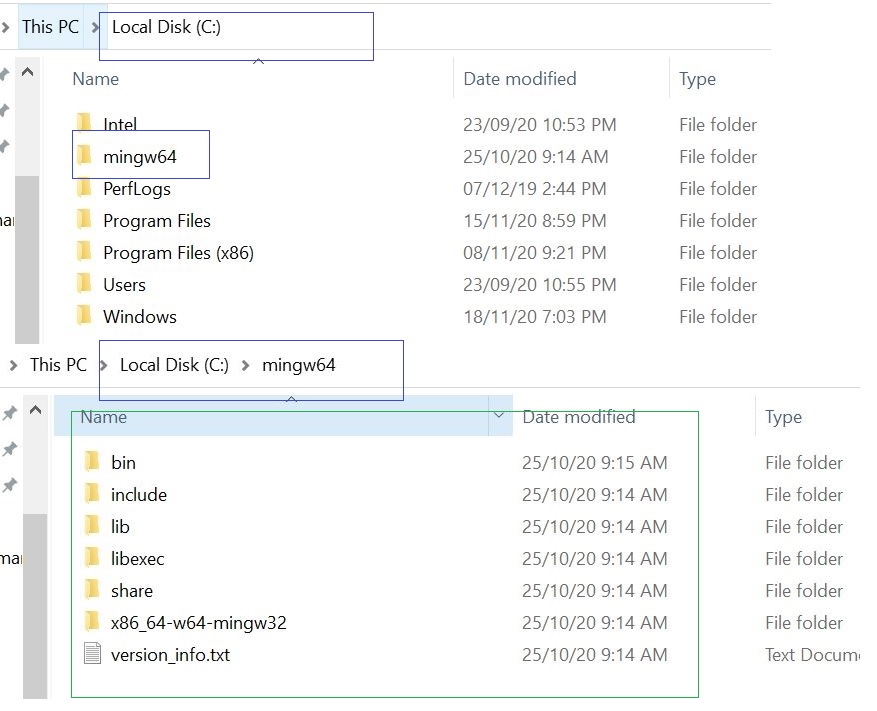 This PC > Local Disk (C:)
Name Date modified Type
Intel 23/09/20 10:53 PM File folder
mingw64 25/10/20 9:14 AM File folder
PerfLogs 07/12/19 2:44 PM File folder
Program Files 15/11/20 8:59 PM File folder
Program Files (x86) 08/11/20 9:21 PM File folder
Users 23/09/20 10:55 PM File folder
Windows 18/11/20 7:03 PM File folder
This PC > Local Disk (C:) > mingw64
Name Date modified Type
bin 25/10/20 9:15 AM File folder
include 25/10/20 9:14 AM File folder
lib 25/10/20 9:14 AM File folder
libexec 25/10/20 9:14 AM File folder
share 25/10/20 9:14 AM File folder
x86_64-w64-mingw32 25/10/20 9:14 AM File folder
version_info.txt 25/10/20 9:14 AM Text